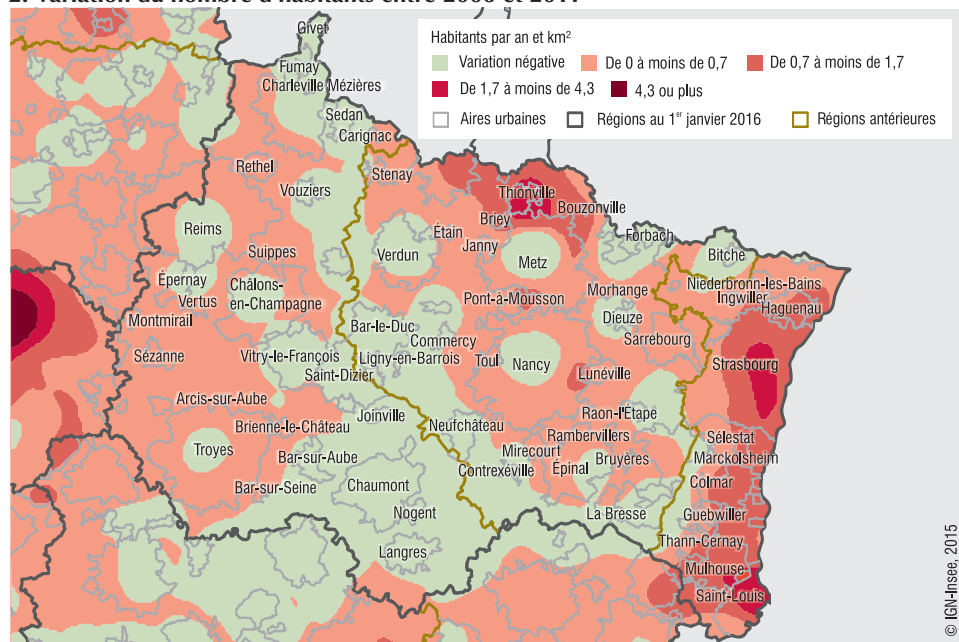 Habitants par an et km²
Variation négative
De 0 à moins de 0,7
De 0,7 à moins de 1,7
De 1,7 à moins de 4,3
4,3 ou plus
Aires urbaines
Régions au 1er janvier 2016
Régions antérieures
Givet
Fumay
Charleville Mézières
Sedan
Carignac
Rethel
Stenay
Vouziers
Thionville
Bouzonville
Briey
Reims
Étain
Janny
Forbach
Suippes
Verdun
Metz
Bitche
Épernay
Châlons-
en-Champagne
Vertus
Niederbronn-les-Bains
Ingwiller
Morhange
Pont-à-Mousson
Haguenau
Montmirail
Dieuze
Bar-le-Duc
Commercy
Sarrebourg
Sézanne
Vitry-le-François
Ligny-en-Barrois
Toul
Nancy
Strasbourg
Saint-Dizier
Lunéville
Arcis-sur-Aube
Joinville
Raon-l'Étape
Brienne-le-Château
Neufchâteau
Rambervillers
Sélestat
Troyes
Mirecourt
Bar-sur-Aube
Bruyères
Marckolsheim
Contrexéville
Épinal
Bar-sur-Seine
Chaumont
Colmar
Nogent
La Bresse
Guebwiller
Langres
Thann-Cernay
Mulhouse
Saint-Louis
© IGN-Insee, 2015